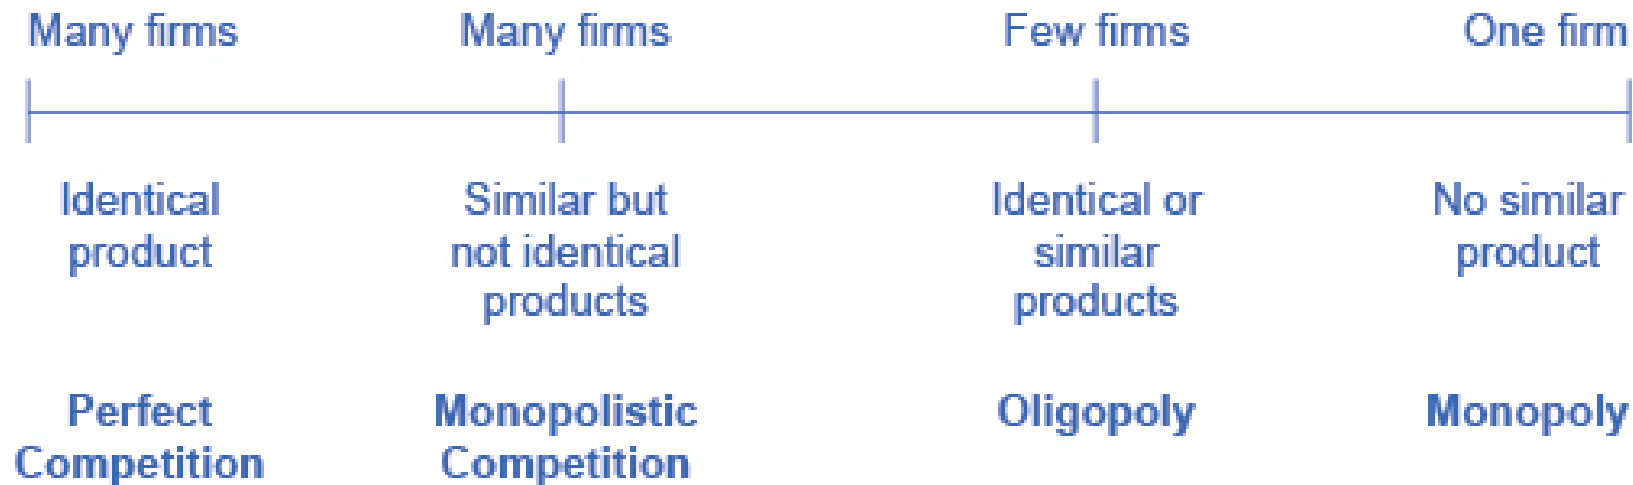 Many firms
Many firms
Few firms
One firm
Identical
product
Similar but
not identical
products
Identical or
similar
products
No similar
product
Perfect
Competition
Monopolistic
Competition
Oligopoly
Monopoly